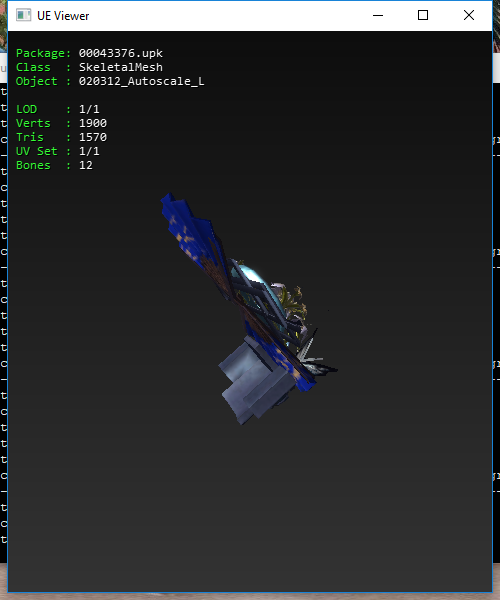 UE Viewer
Package: 00043376.upk
Class : SkeletalMesh
Object : 020312_Autoscale_L
LOD : 1/1
Verts : 1900
Tris : 1570
UV Set : 1/1
Bones : 12